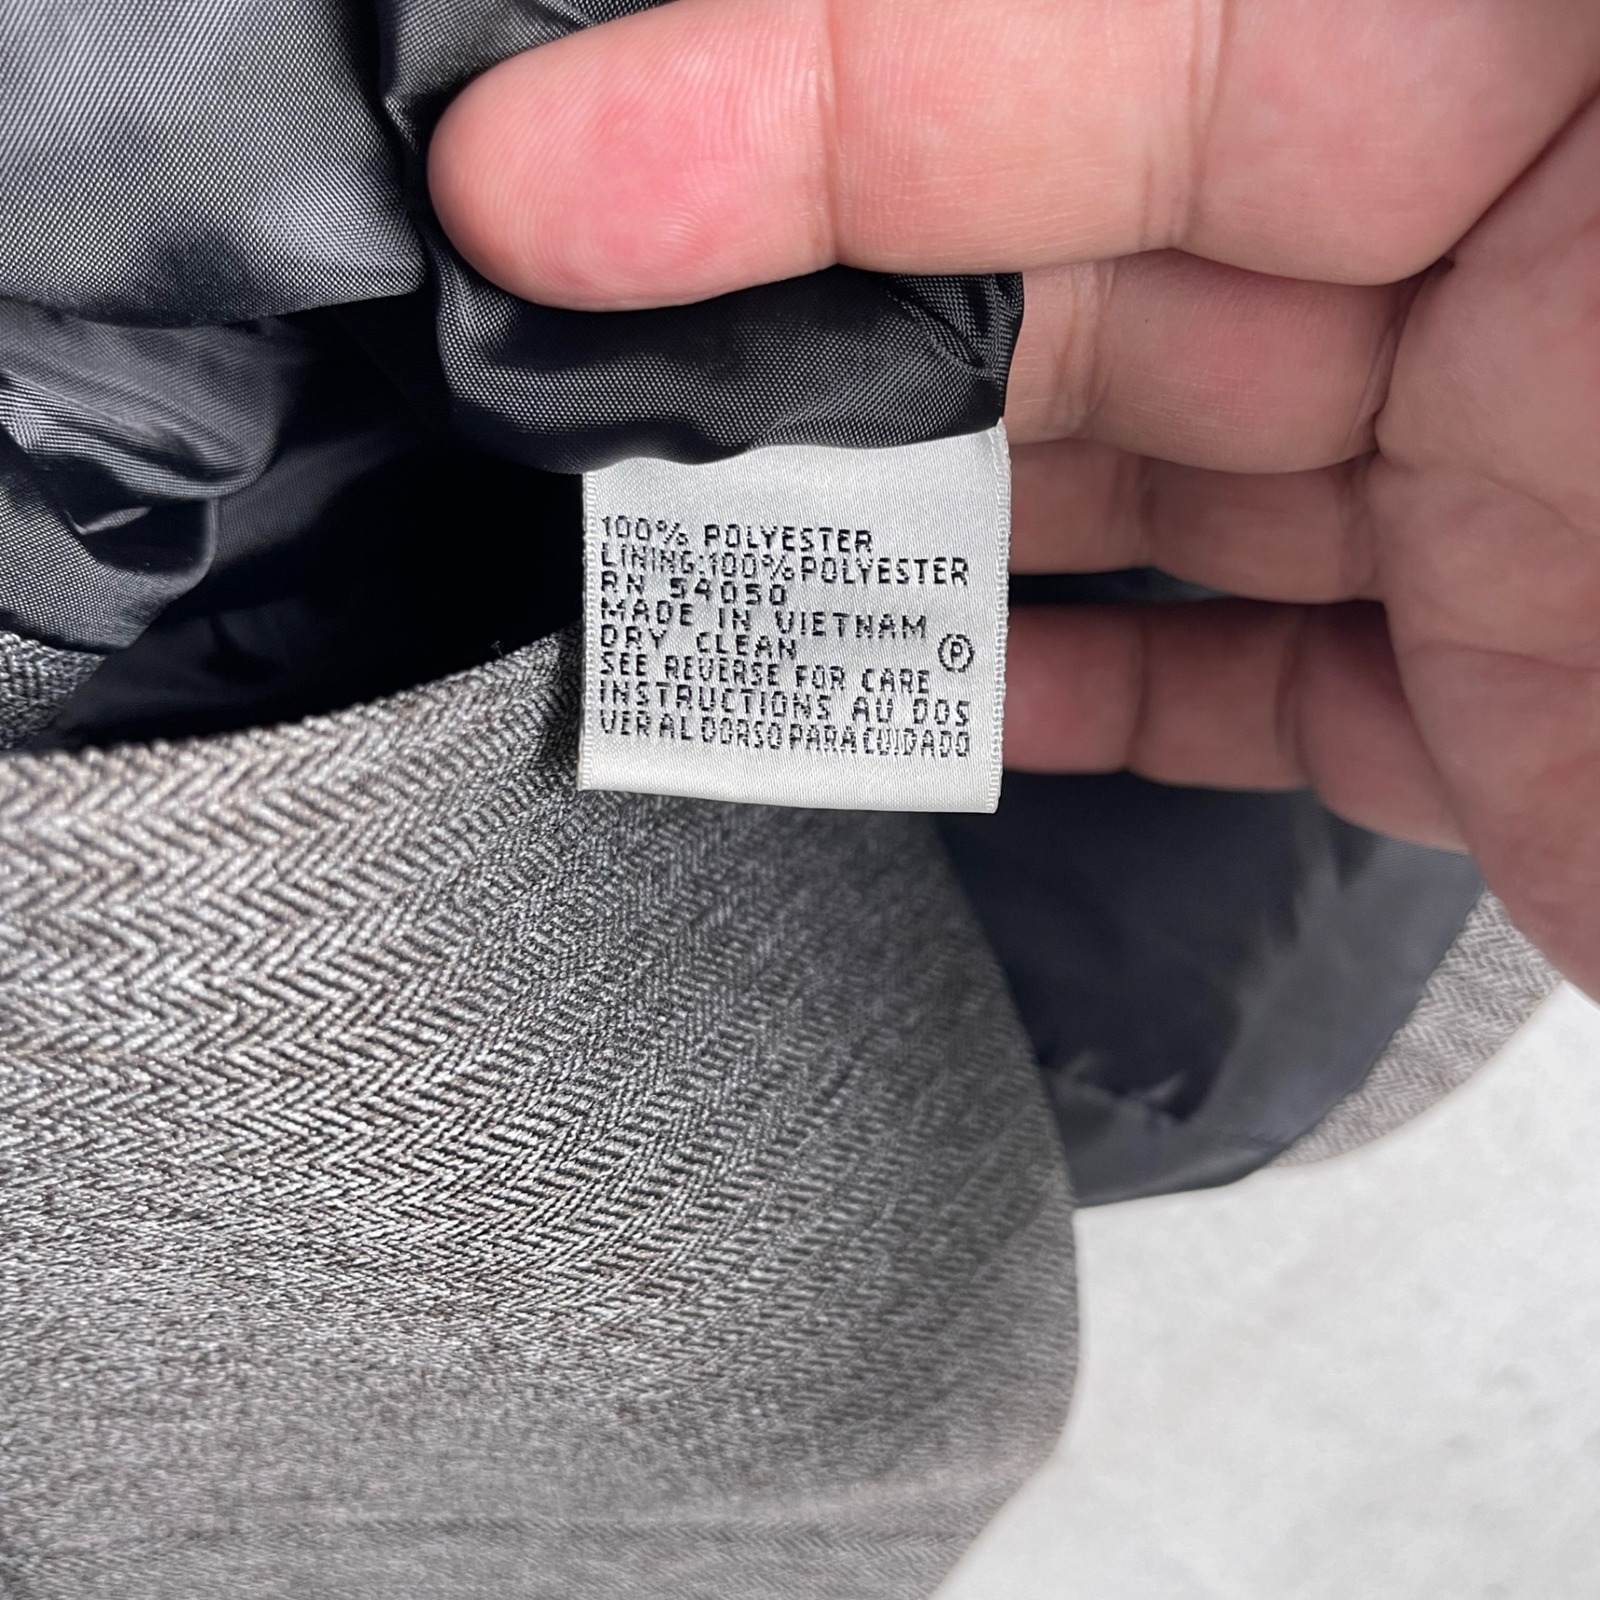 100% POLYESTER
LINING:100%POLYESTER
RN 54050
MADE IN VIETNAM
DRY CLEAN Ⓟ
SEE REVERSE FOR CARE
INSTRUCTIONS AU DOS
VER AL DORSO PARA CUIDADO